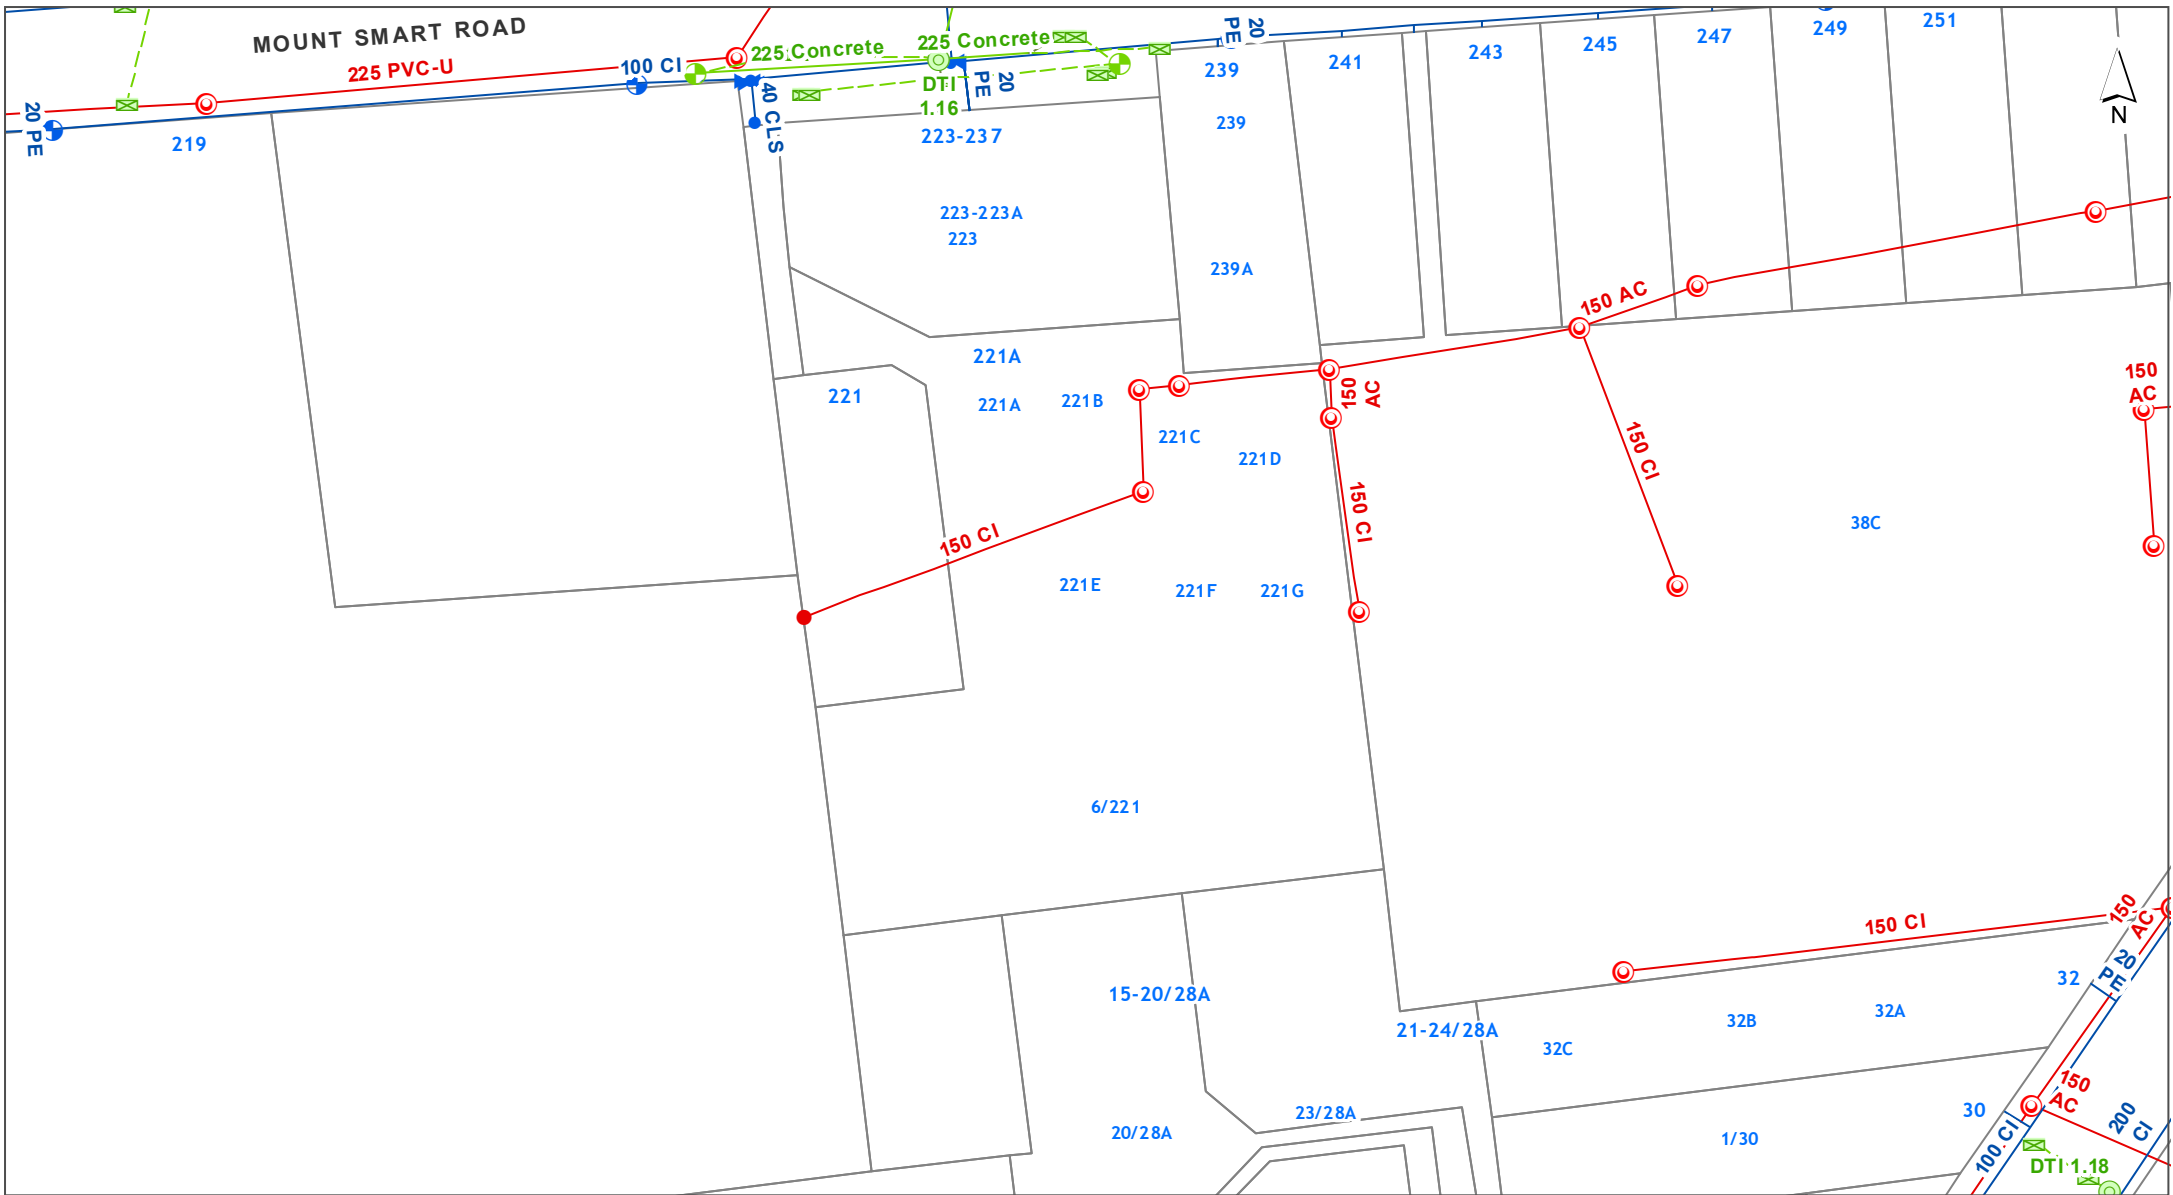 MOUNT SMART ROAD
225 PVC-U
100 CI
225 Concrete
225 Concrete
20 PE
20 PE
219
40 CLS
DTI
1.16
20
PE
223-237
223-223A
223
239
239
239A
241
243
245
247
249
251
N
221A
221
221A
221B
221C
221D
150 AC
150 AC
150
AC
150 CI
150 CI
150 CI
38C
221E
221F
221G
6/221
150 CI
150
AC
20
PE
32
15-20/28A
21-24/28A
32C
32B
32A
20/28A
23/28A
1/30
30
150
AC
200
CI
100 CI
DTI 1.18